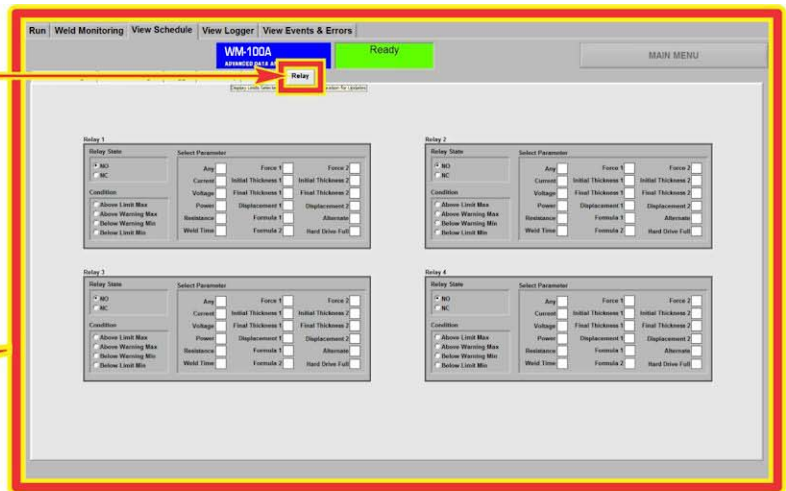 Run Weld Monitoring View Schedule View Logger View Events & Errors
WM-100A
Ready
MAIN MENU
ADVANCED DATA
Relay
Display Limits Selected for Updates
Relay 1
Relay State
Select Parameter
NO
NC
Any Force 1 Force 2
Current Initial Thickness 1 Initial Thickness 2
Condition
Voltage Final Thickness 1 Final Thickness 2
Above Limit Max
Above Warning Max
Below Warning Min
Below Limit Min
Power Displacement 1 Displacement 2
Resistance Formula 1 Alternate
Weld Time Formula 2 Hard Drive Full
Relay 2
Relay State
Select Parameter
NO
NC
Any Force 1 Force 2
Current Initial Thickness 1 Initial Thickness 2
Condition
Voltage Final Thickness 1 Final Thickness 2
Above Limit Max
Above Warning Max
Below Warning Min
Below Limit Min
Power Displacement 1 Displacement 2
Resistance Formula 1 Alternate
Weld Time Formula 2 Hard Drive Full
Relay 3
Relay State
Select Parameter
NO
NC
Any Force 1 Force 2
Current Initial Thickness 1 Initial Thickness 2
Condition
Voltage Final Thickness 1 Final Thickness 2
Above Limit Max
Above Warning Max
Below Warning Min
Below Limit Min
Power Displacement 1 Displacement 2
Resistance Formula 1 Alternate
Weld Time Formula 2 Hard Drive Full
Relay 4
Relay State
Select Parameter
NO
NC
Any Force 1 Force 2
Current Initial Thickness 1 Initial Thickness 2
Condition
Voltage Final Thickness 1 Final Thickness 2
Above Limit Max
Above Warning Max
Below Warning Min
Below Limit Min
Power Displacement 1 Displacement 2
Resistance Formula 1 Alternate
Weld Time Formula 2 Hard Drive Full